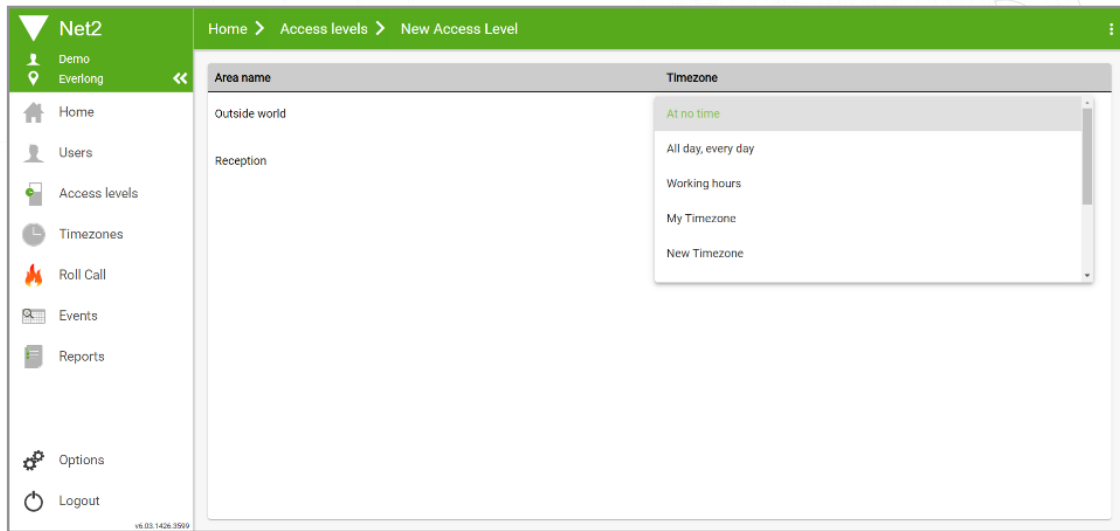 Net2
Demo
Everlong
Home
Users
Access levels
Timezones
Roll Call
Events
Reports
Options
Logout
v6.03.1426.3599
Home > Access levels > New Access Level
Area name Timezone
Outside world At no time
All day, every day
Reception
Working hours
My Timezone
New Timezone